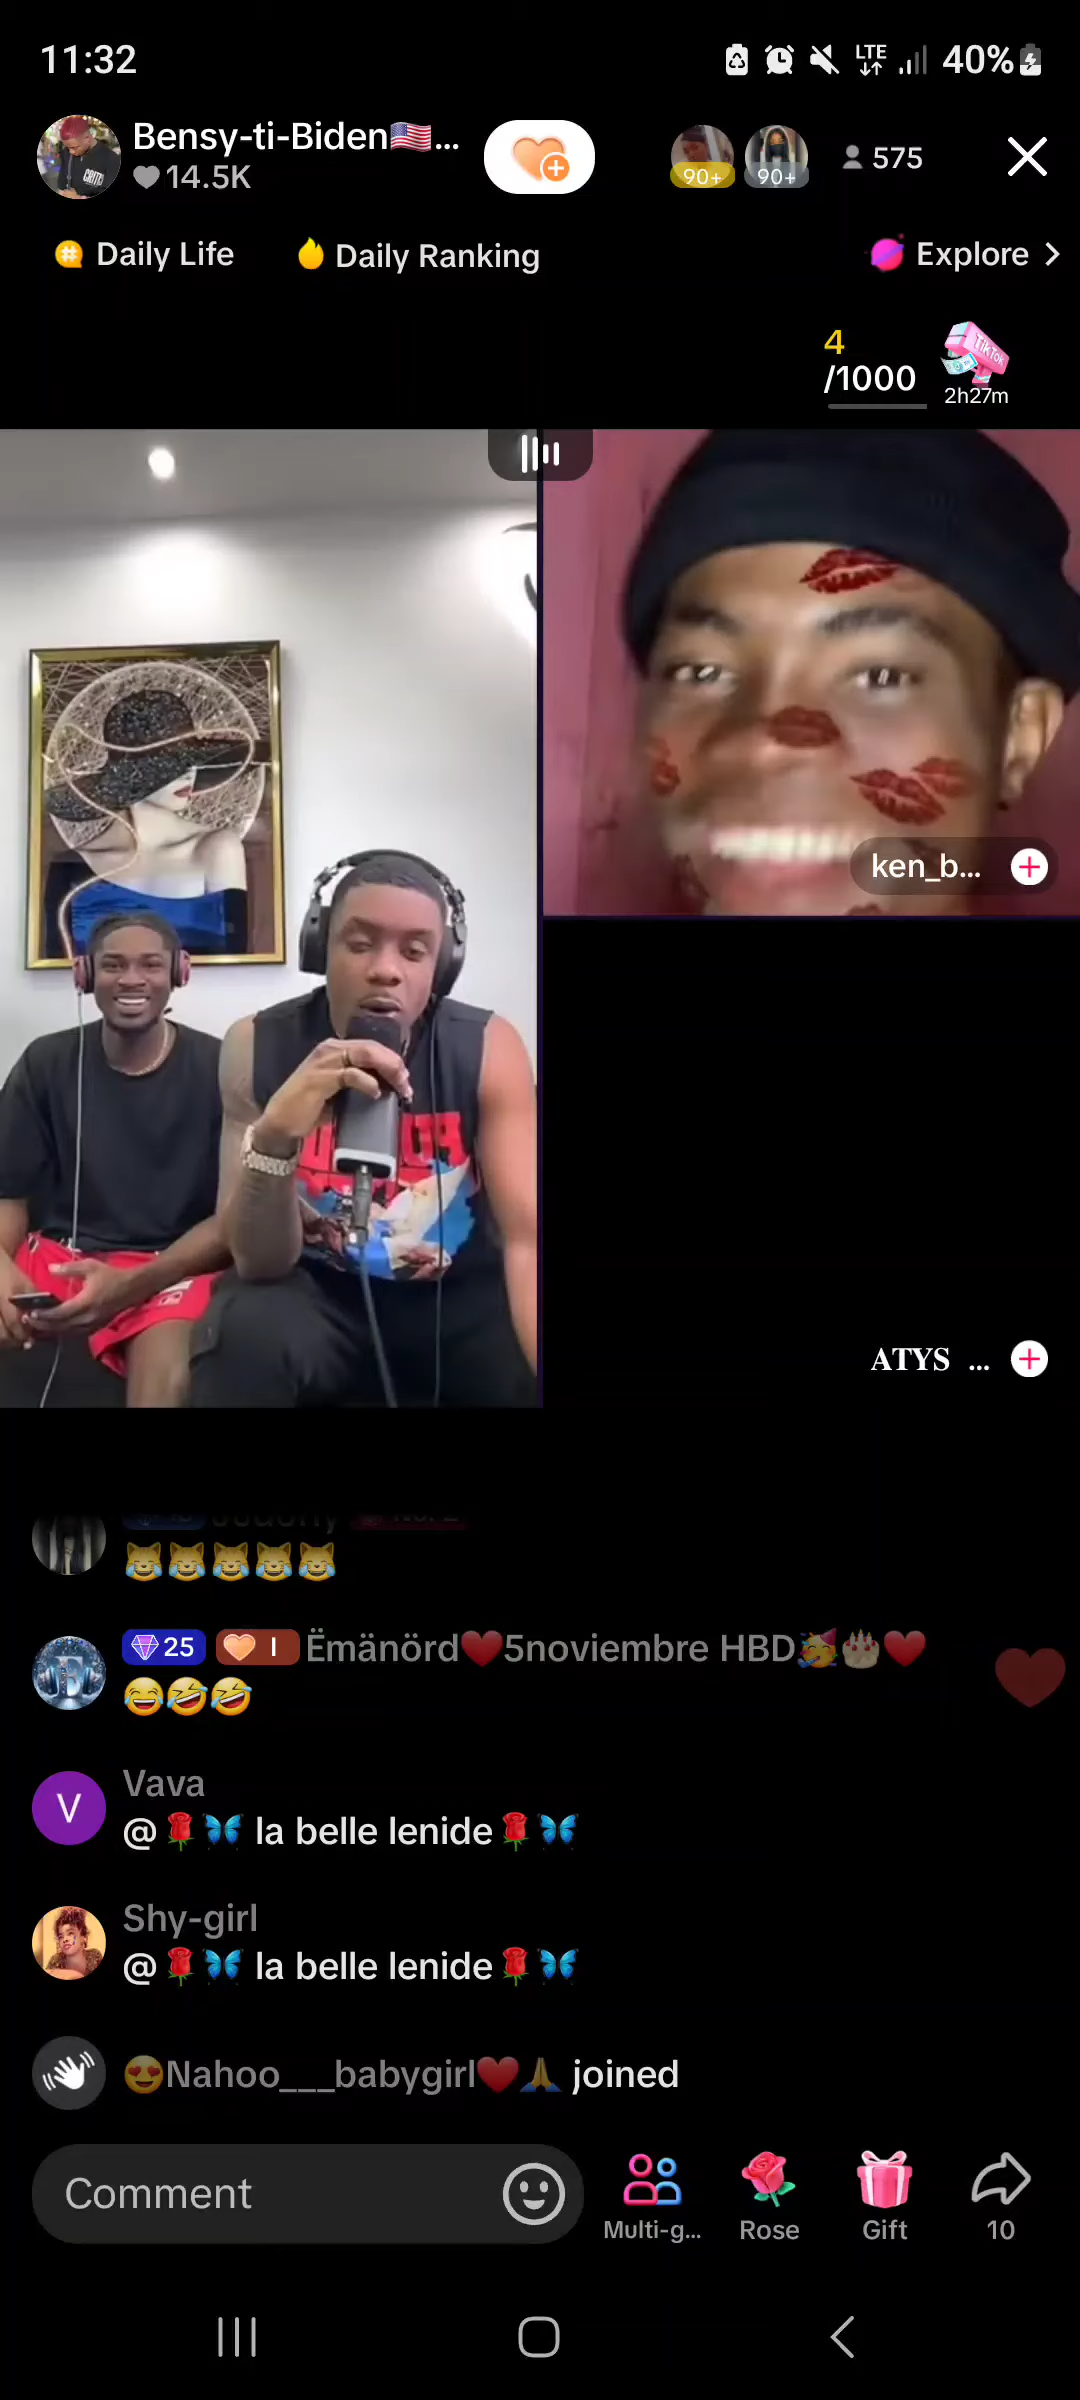 11:32
LTE
40%
Bensy-ti-Biden🇺🇸...
14.5K
90+
90+
575
Daily Life
Daily Ranking
Explore >
4
/1000
TikTok
2h27m
ken_b...
ATYS ...
😹😹😹😹😹
25
I
Ëmänörd❤️5noviembre HBD🥳🎂❤️
😂🤣🤣
V
Vava
@🌹🦋 la belle lenide🌹🦋
Shy-girl
@🌹🦋 la belle lenide🌹🦋
😍Nahoo___babygirl❤️🙏 joined
Comment
Multi-g...
Rose
Gift
10